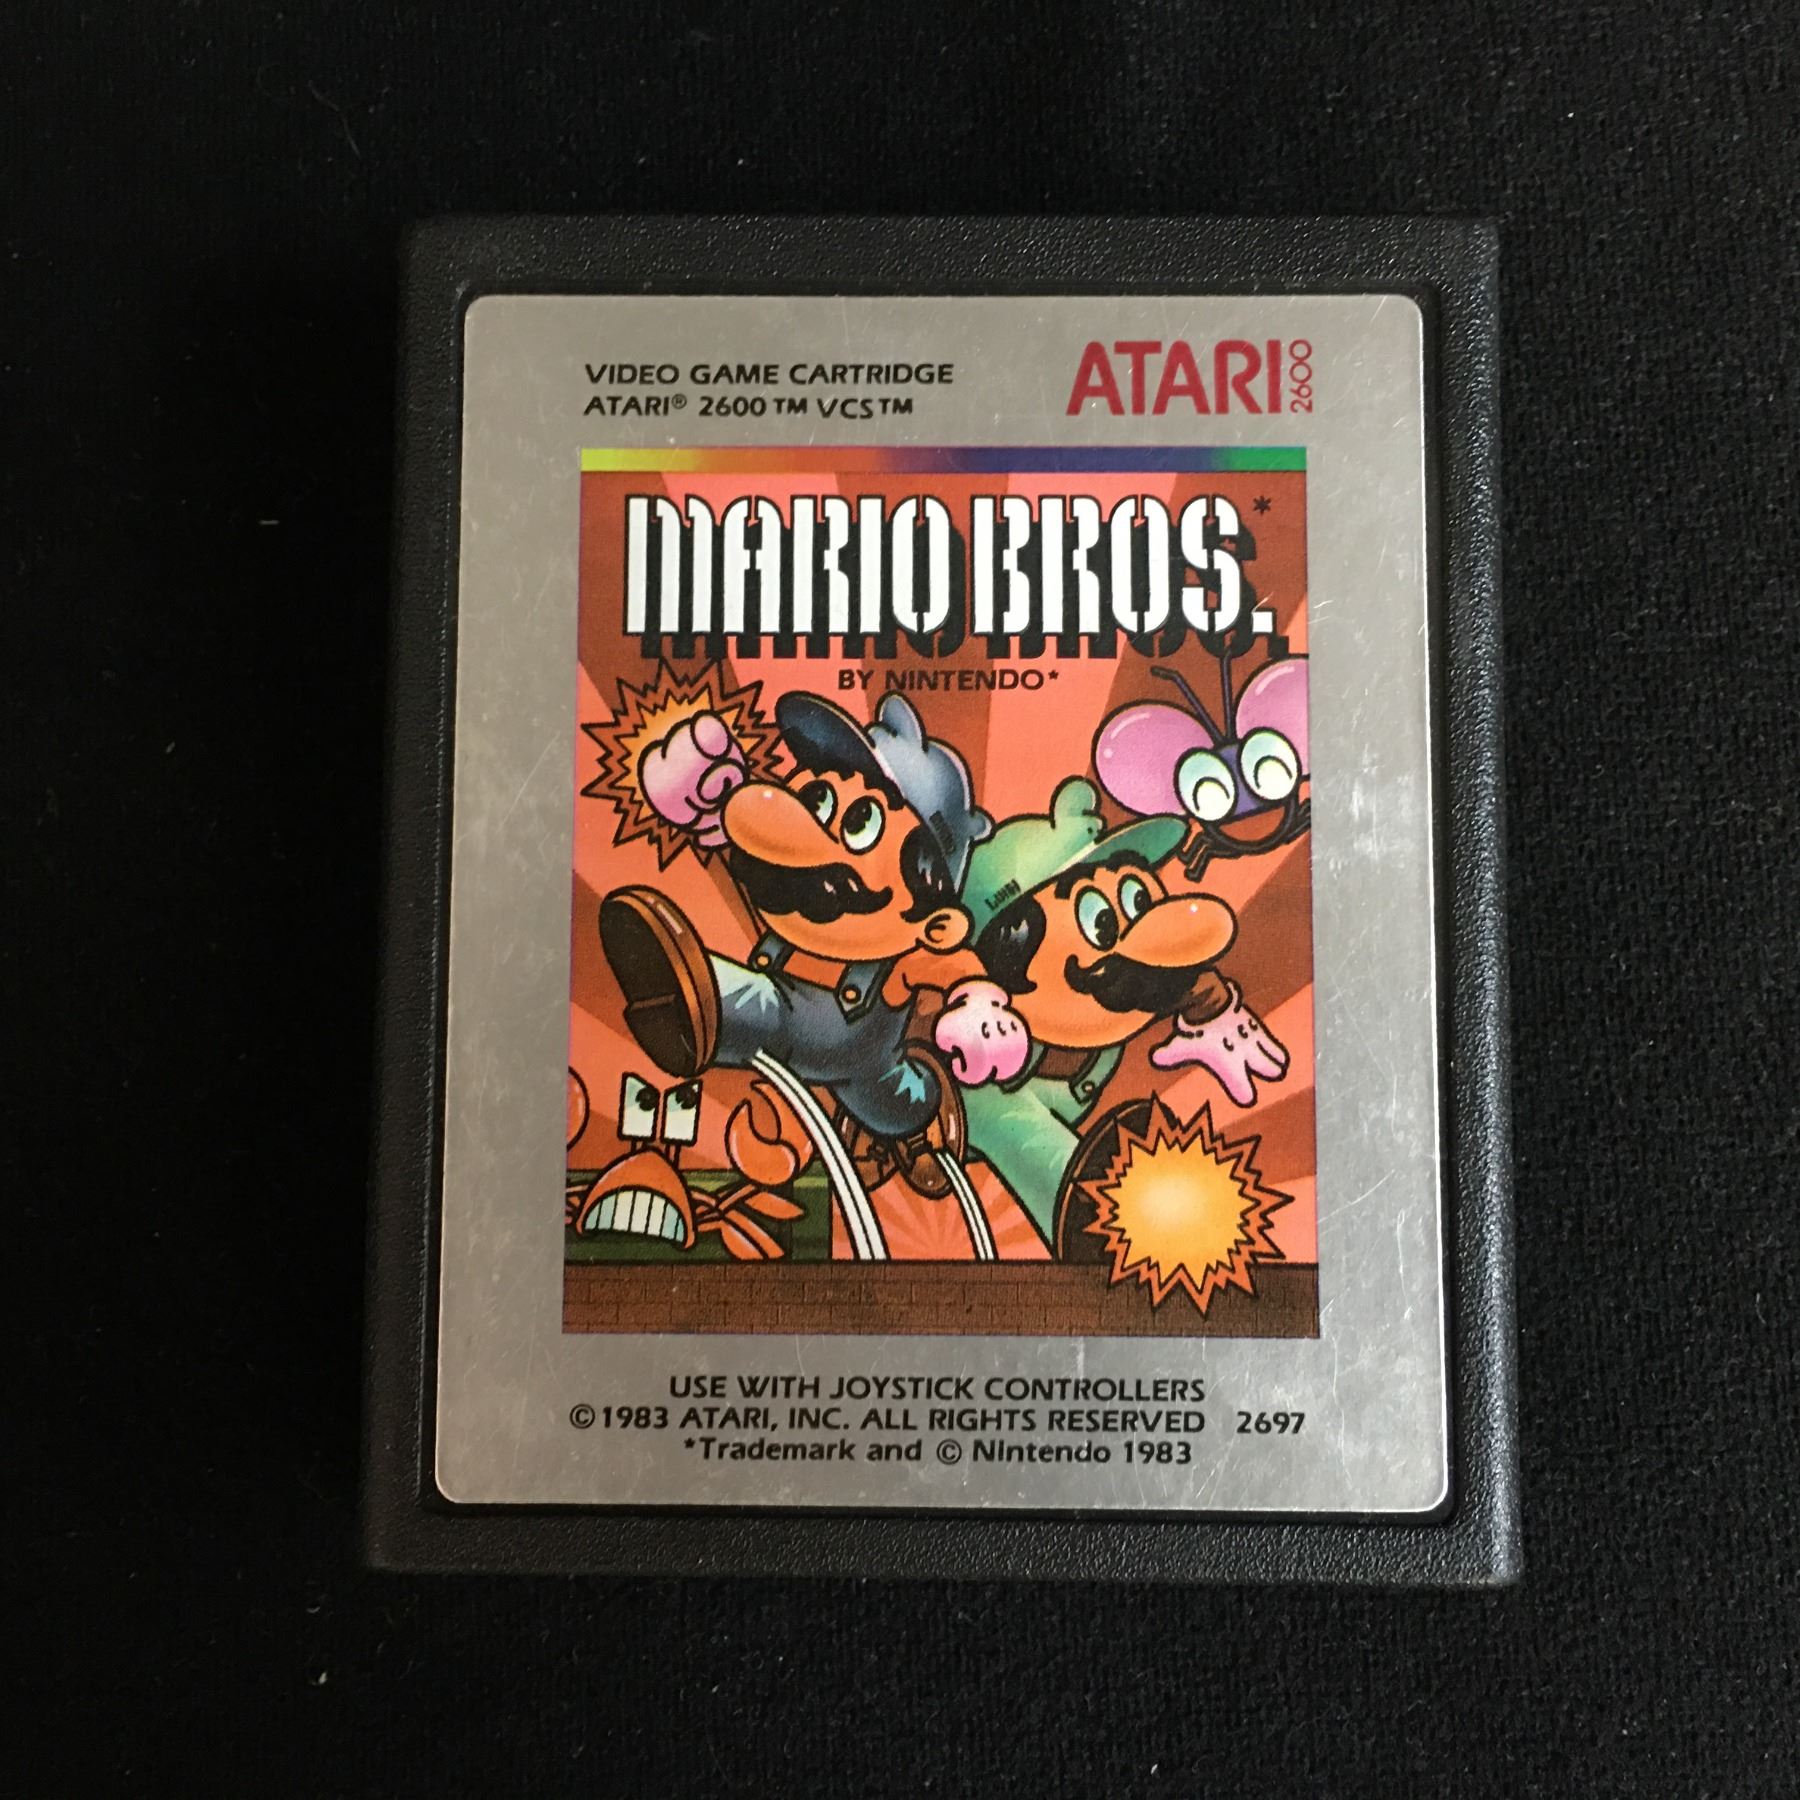 VIDEO GAME CARTRIDGE
ATARI® 2600™ VCS™
ATARI 2600
MARIO BROS.*
BY NINTENDO*
USE WITH JOYSTICK CONTROLLERS
©1983 ATARI, INC. ALL RIGHTS RESERVED 2697
*Trademark and © Nintendo 1983